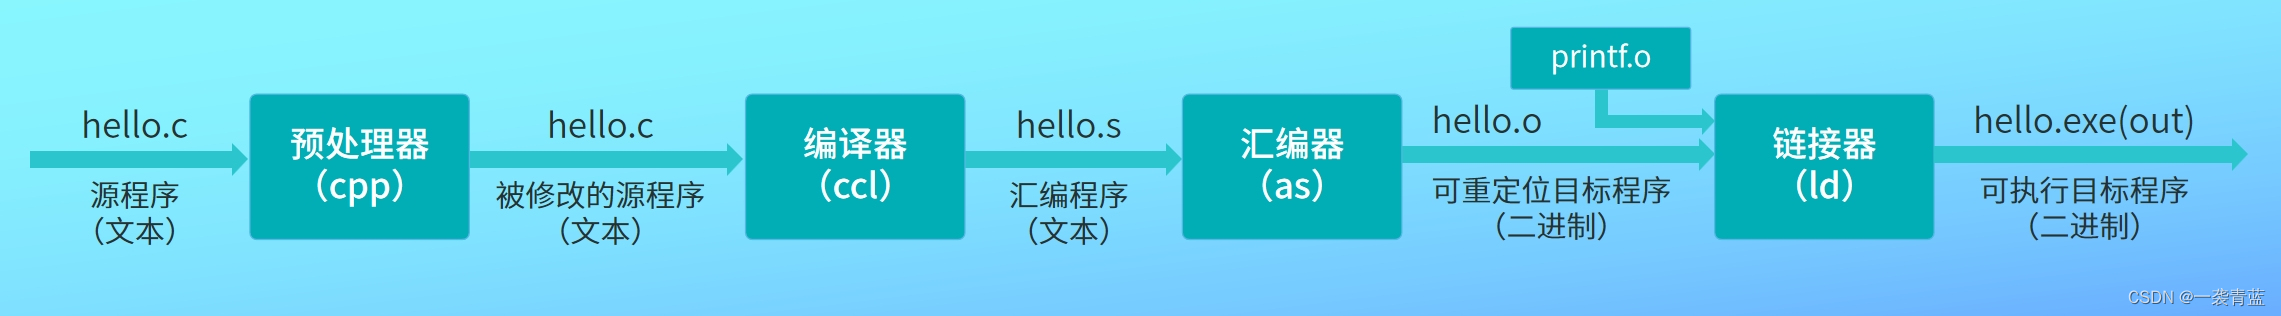 hello.c
源程序
(文本)
预处理器
(cpp)
hello.c
被修改的源程序
(文本)
编译器
(ccl)
hello.s
汇编程序
(文本)
汇编器
(as)
hello.o
可重定位目标程序
(二进制)
printf.o
链接器
(ld)
hello.exe(out)
可执行目标程序
(二进制)
CSDN @一袭青蓝